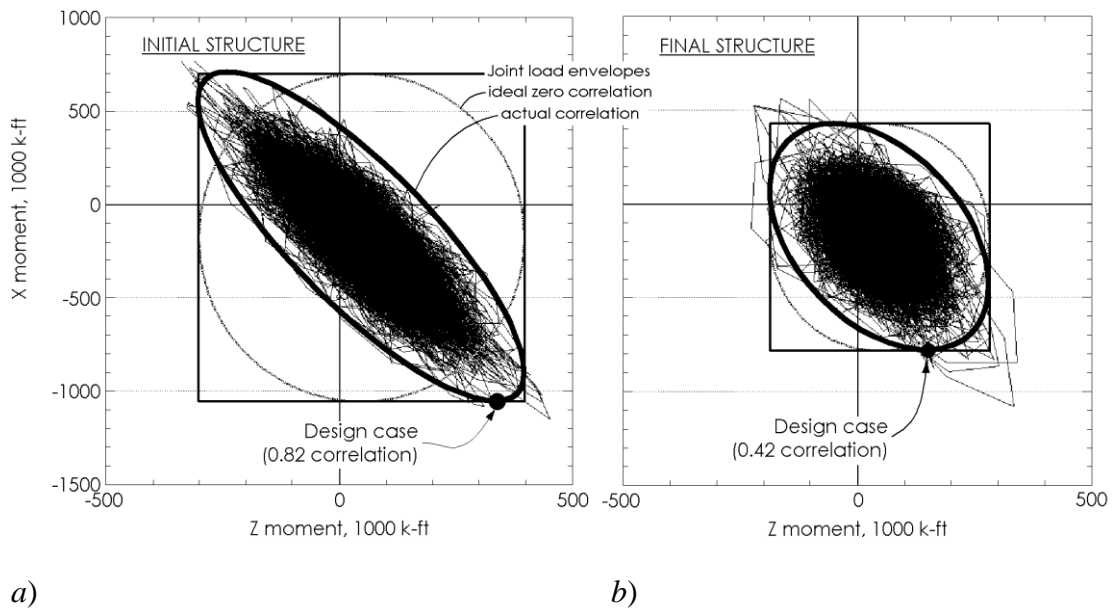 1000
INITIAL STRUCTURE
FINAL STRUCTURE
Joint load envelopes
ideal zero correlation
actual correlation
500
0
-500
-1000
-1500
X moment, 1000 k-ft
Design case
(0.82 correlation)
Design case
(0.42 correlation)
-500
0
500
-500
0
500
Z moment, 1000 k-ft
Z moment, 1000 k-ft
a)
b)